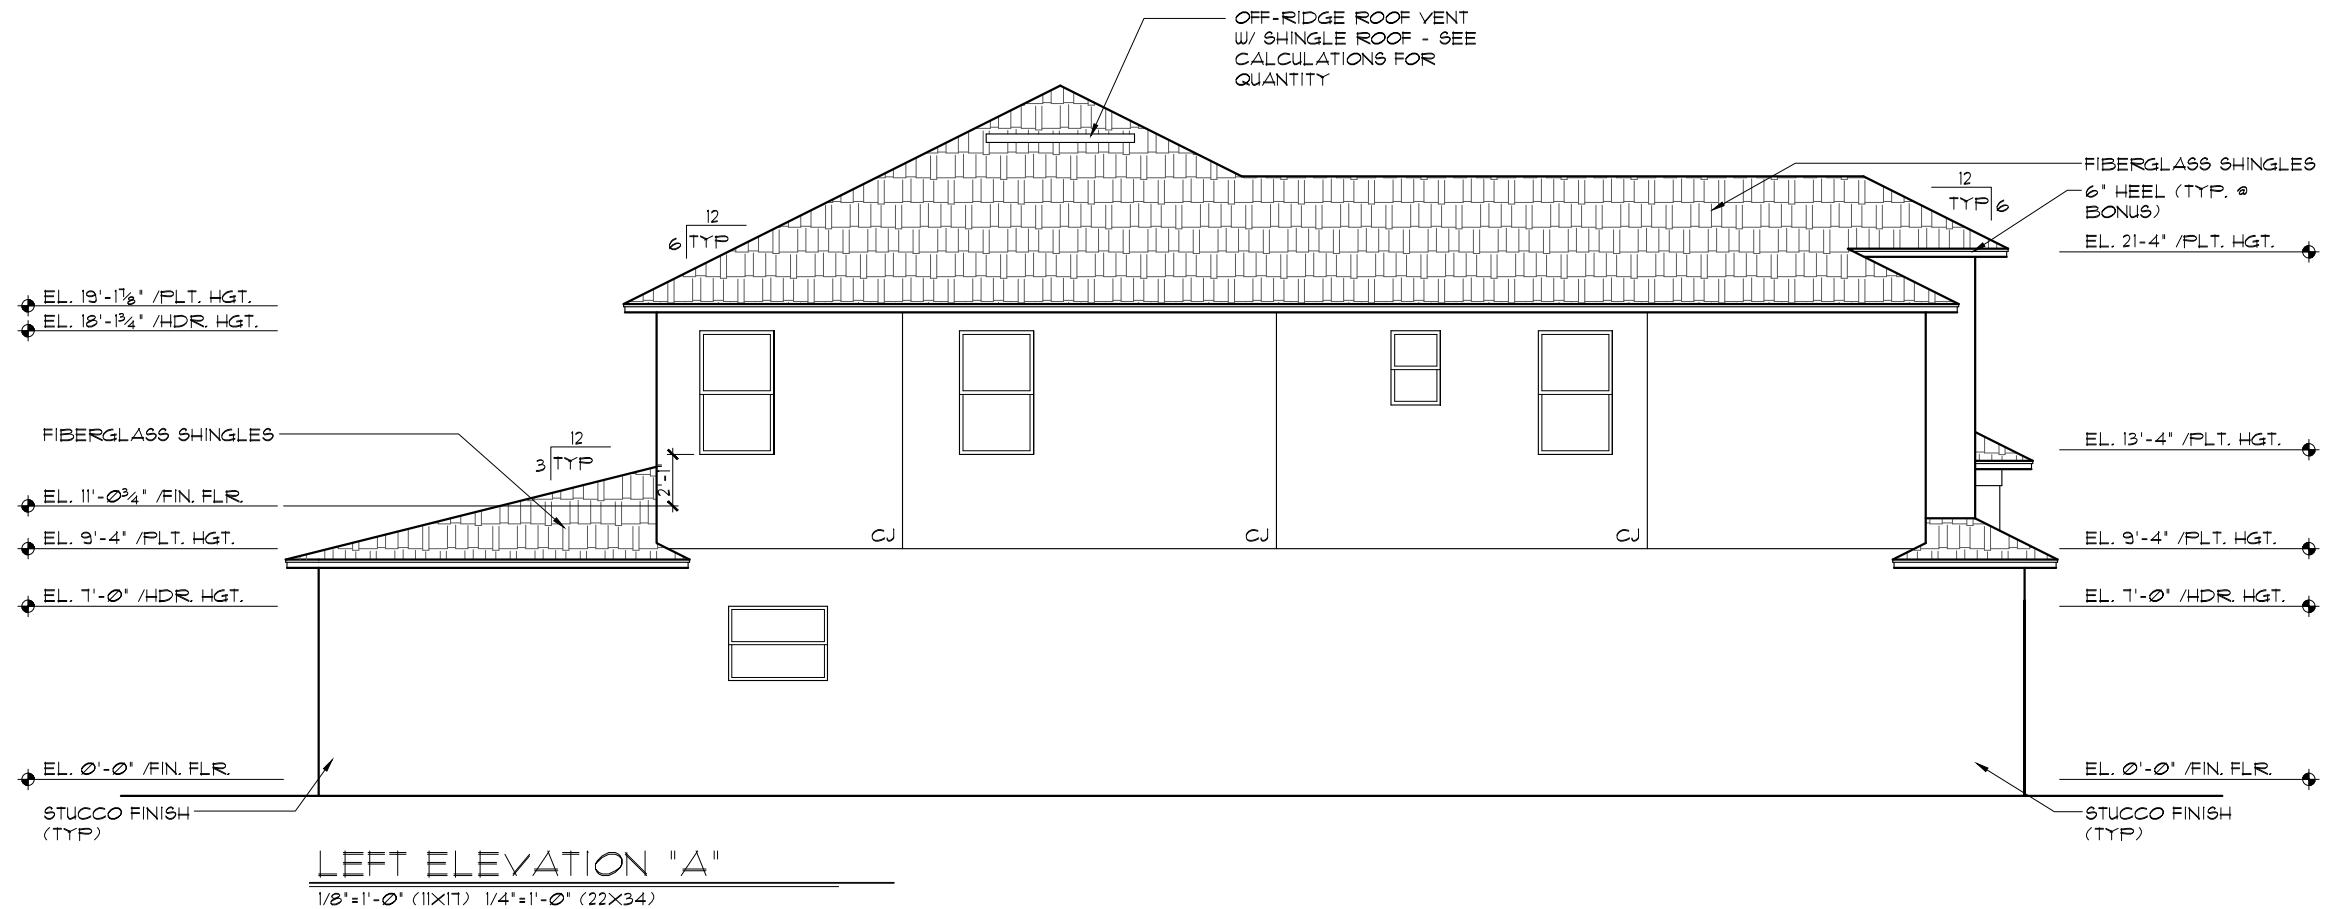 OFF-RIDGE ROOF VENT
W/ SHINGLE ROOF - SEE
CALCULATIONS FOR
QUANTITY
FIBERGLASS SHINGLES
12
TYP 6
6" HEEL (TYP. @
BONUS)
EL. 21-4" /PLT. HGT.
12
6 TYP
EL. 19'-1⅞" /PLT. HGT.
EL. 18'-1¾" /HDR. HGT.
FIBERGLASS SHINGLES
12
3 TYP
2'-1"
EL. 13'-4" /PLT. HGT.
EL. 11'-0¾" /FIN. FLR.
CJ
CJ
CJ
EL. 9'-4" /PLT. HGT.
EL. 9'-4" /PLT. HGT.
EL. 7'-0" /HDR. HGT.
EL. 7'-0" /HDR. HGT.
EL. 0'-0" /FIN. FLR.
EL. 0'-0" /FIN. FLR.
STUCCO FINISH
(TYP)
STUCCO FINISH
(TYP)
LEFT ELEVATION "A"
1/8"=1'-0" (11X17) 1/4"=1'-0" (22X34)